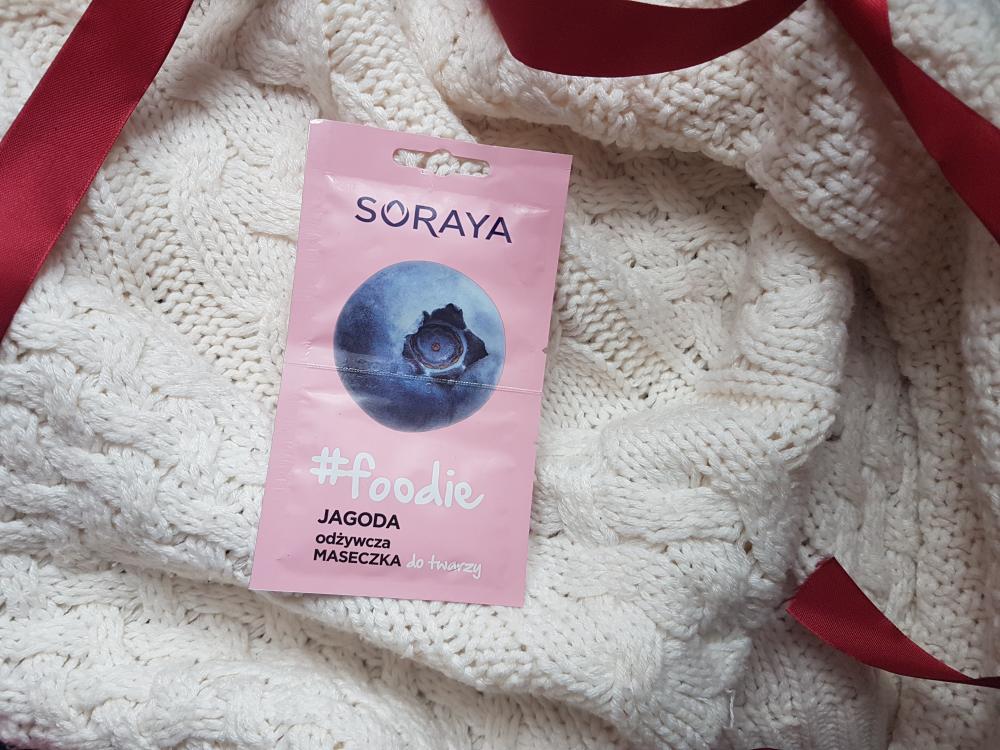 SORAYA
#foodie
JAGODA
odżywcza
MASECZKA do twarzy